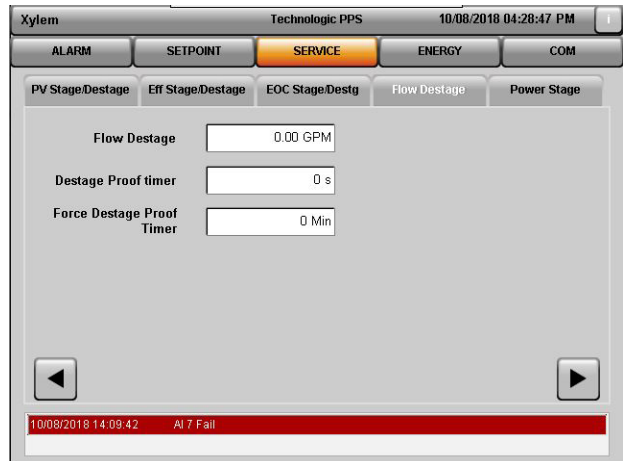 Xylem Technologic PPS 10/08/2018 04:28:47 PM i
ALARM SETPOINT SERVICE ENERGY COM
PV Stage/Destage Eff Stage/Destage EOC Stage/Destg Flow Destage Power Stage
Flow Destage 0.00 GPM
Destage Proof timer 0 s
Force Destage Proof
Timer 0 Min
10/08/2018 14:09:42 AI 7 Fail